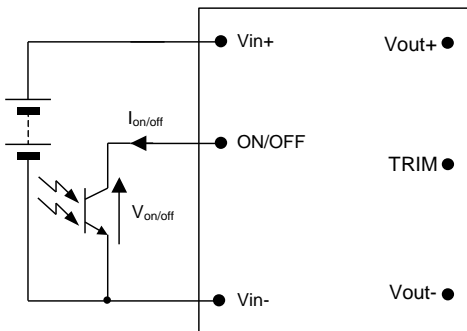 Vin+
Vout+
Ion/off
ON/OFF
TRIM
Von/off
Vin-
Vout-